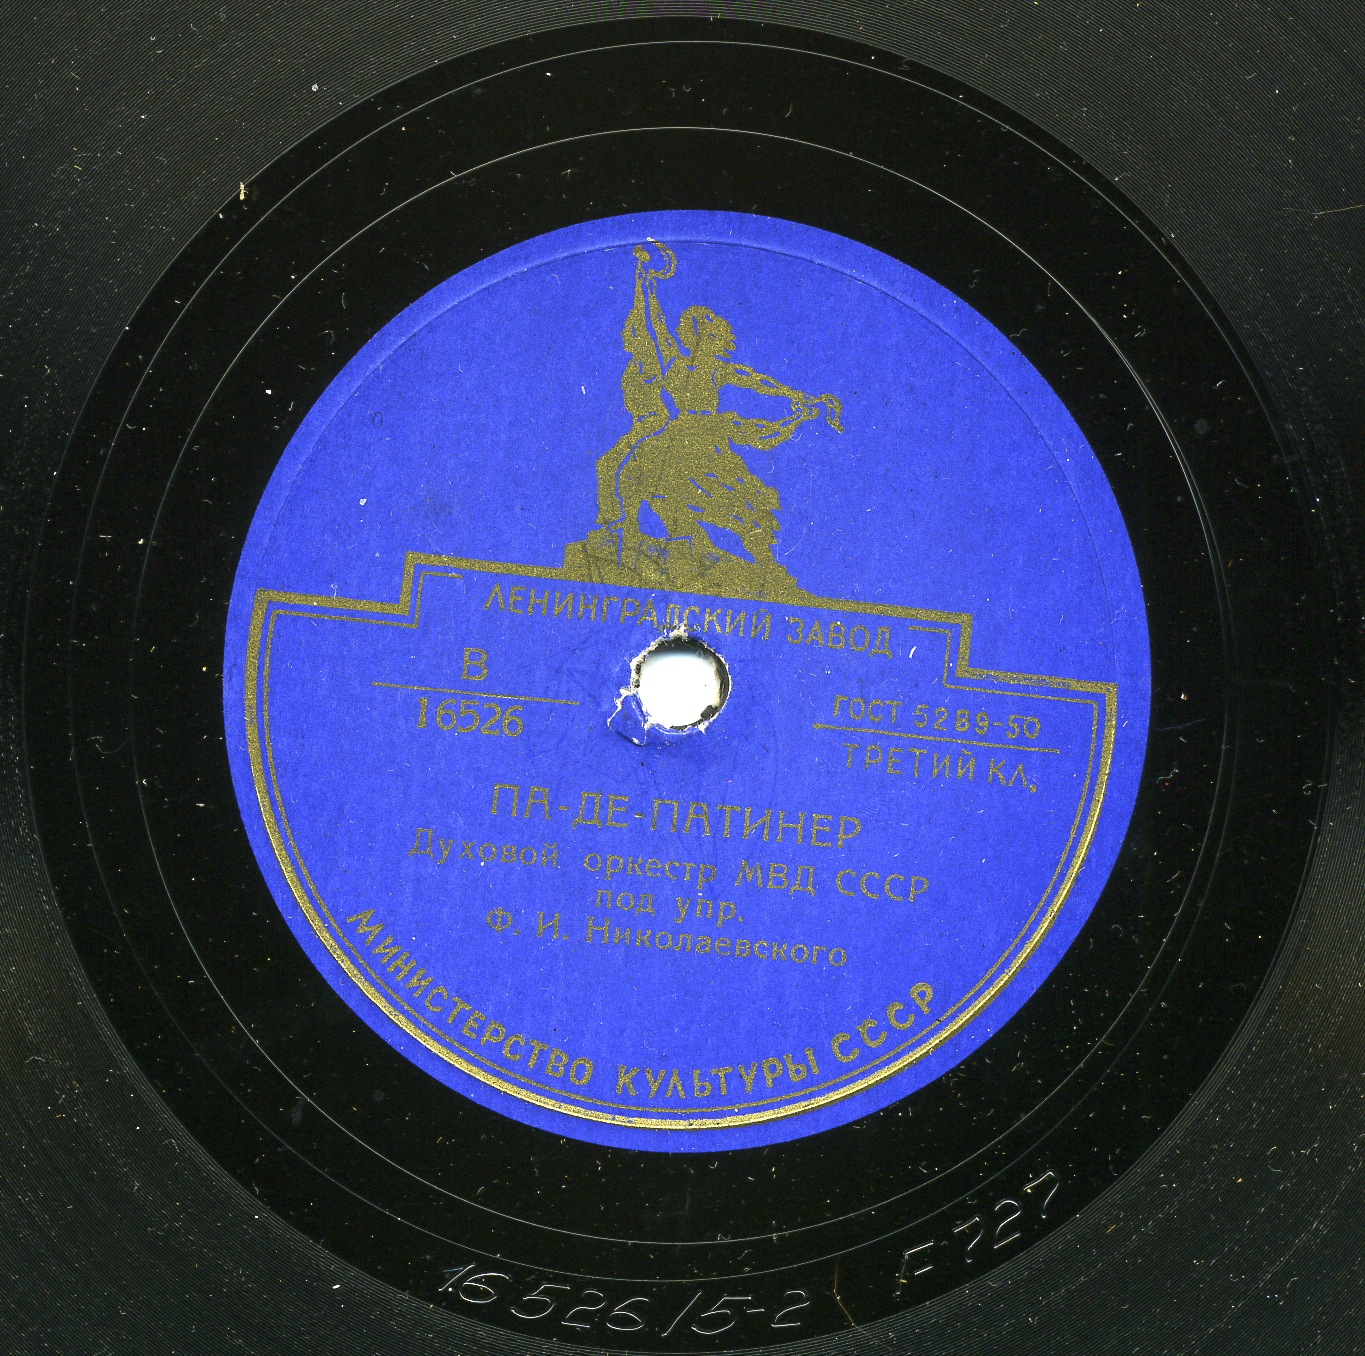 ЛЕНИНГРАДСКИЙ ЗАВОД
В
16526
ГОСТ 5289-50
ТРЕТИЙ КЛ.
ПА-ДЕ-ПАТИНЕР
Духовой оркестр МВД СССР
под упр.
Ф. И. Николаевского
МИНИСТЕРСТВО КУЛЬТУРЫ СССР
16526/5-2
F727